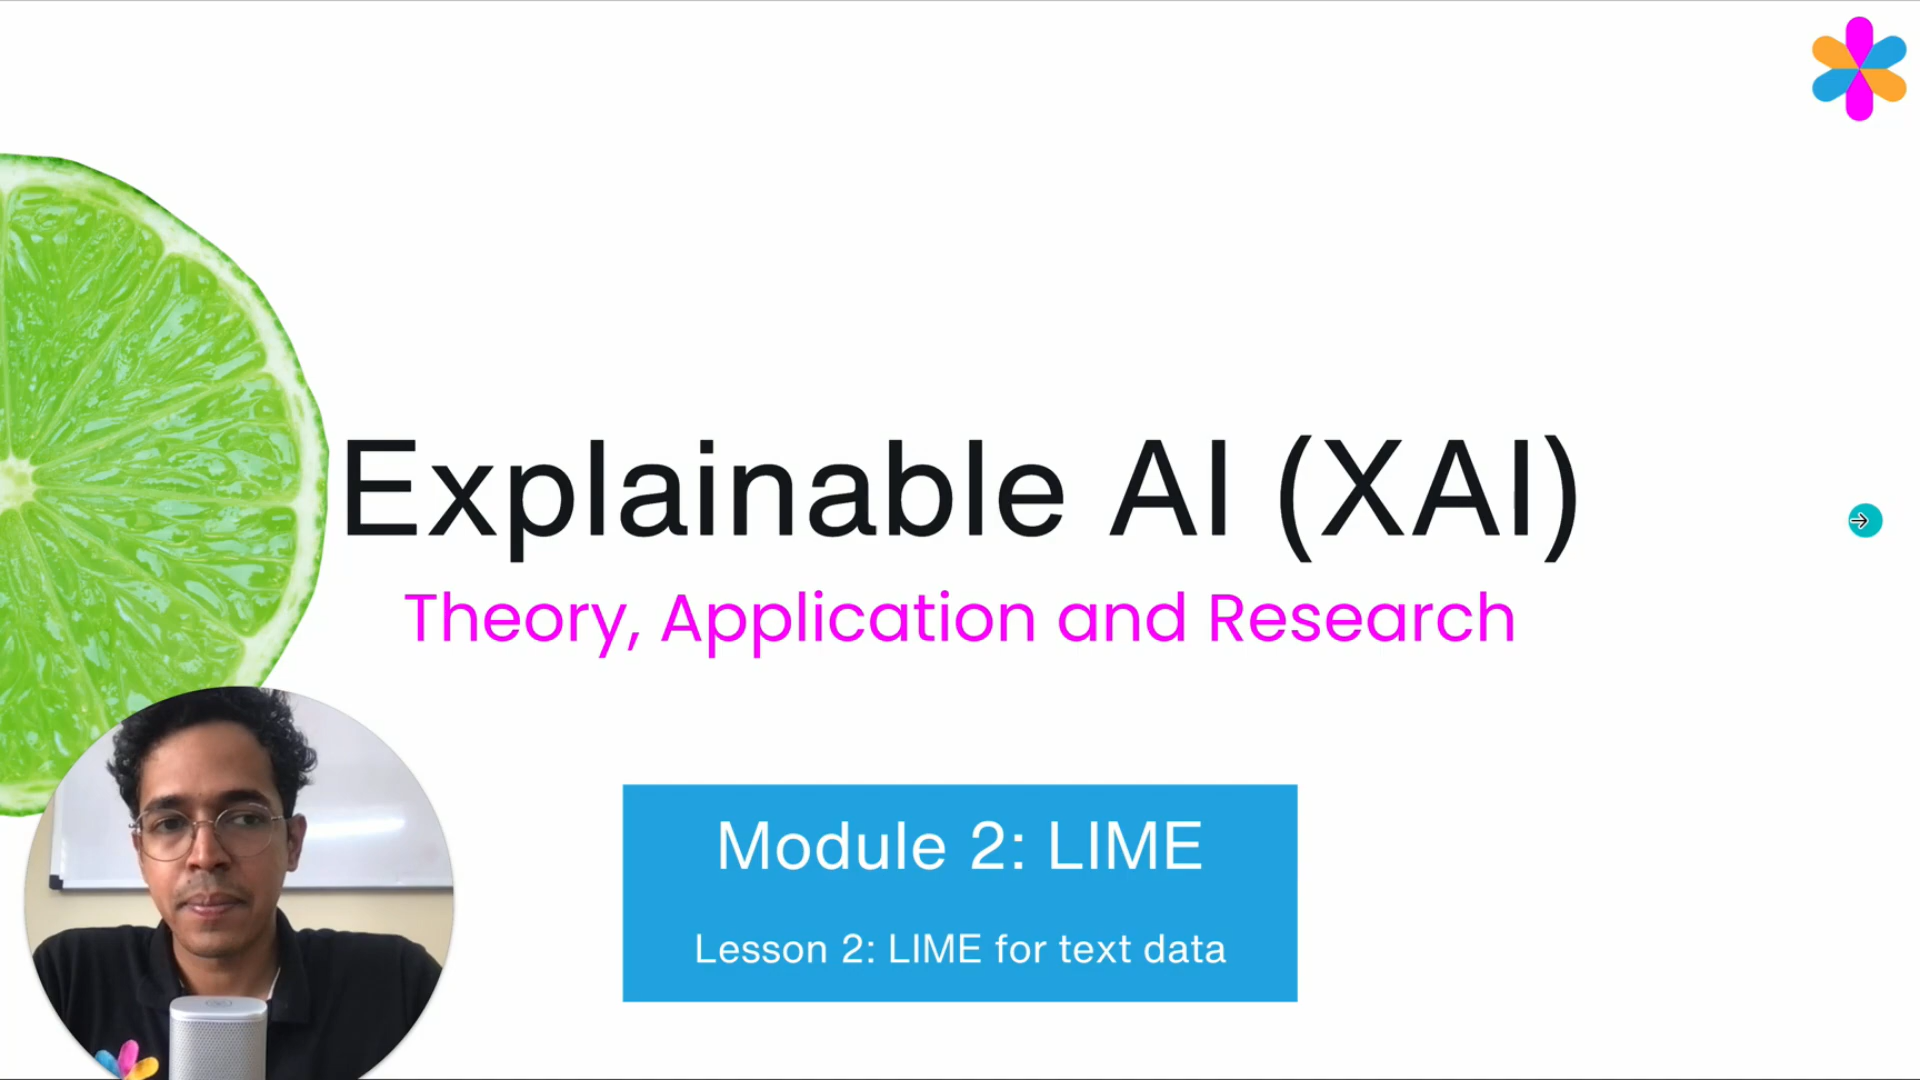 Explainable AI (XAI)
Theory, Application and Research
Module 2: LIME
Lesson 2: LIME for text data